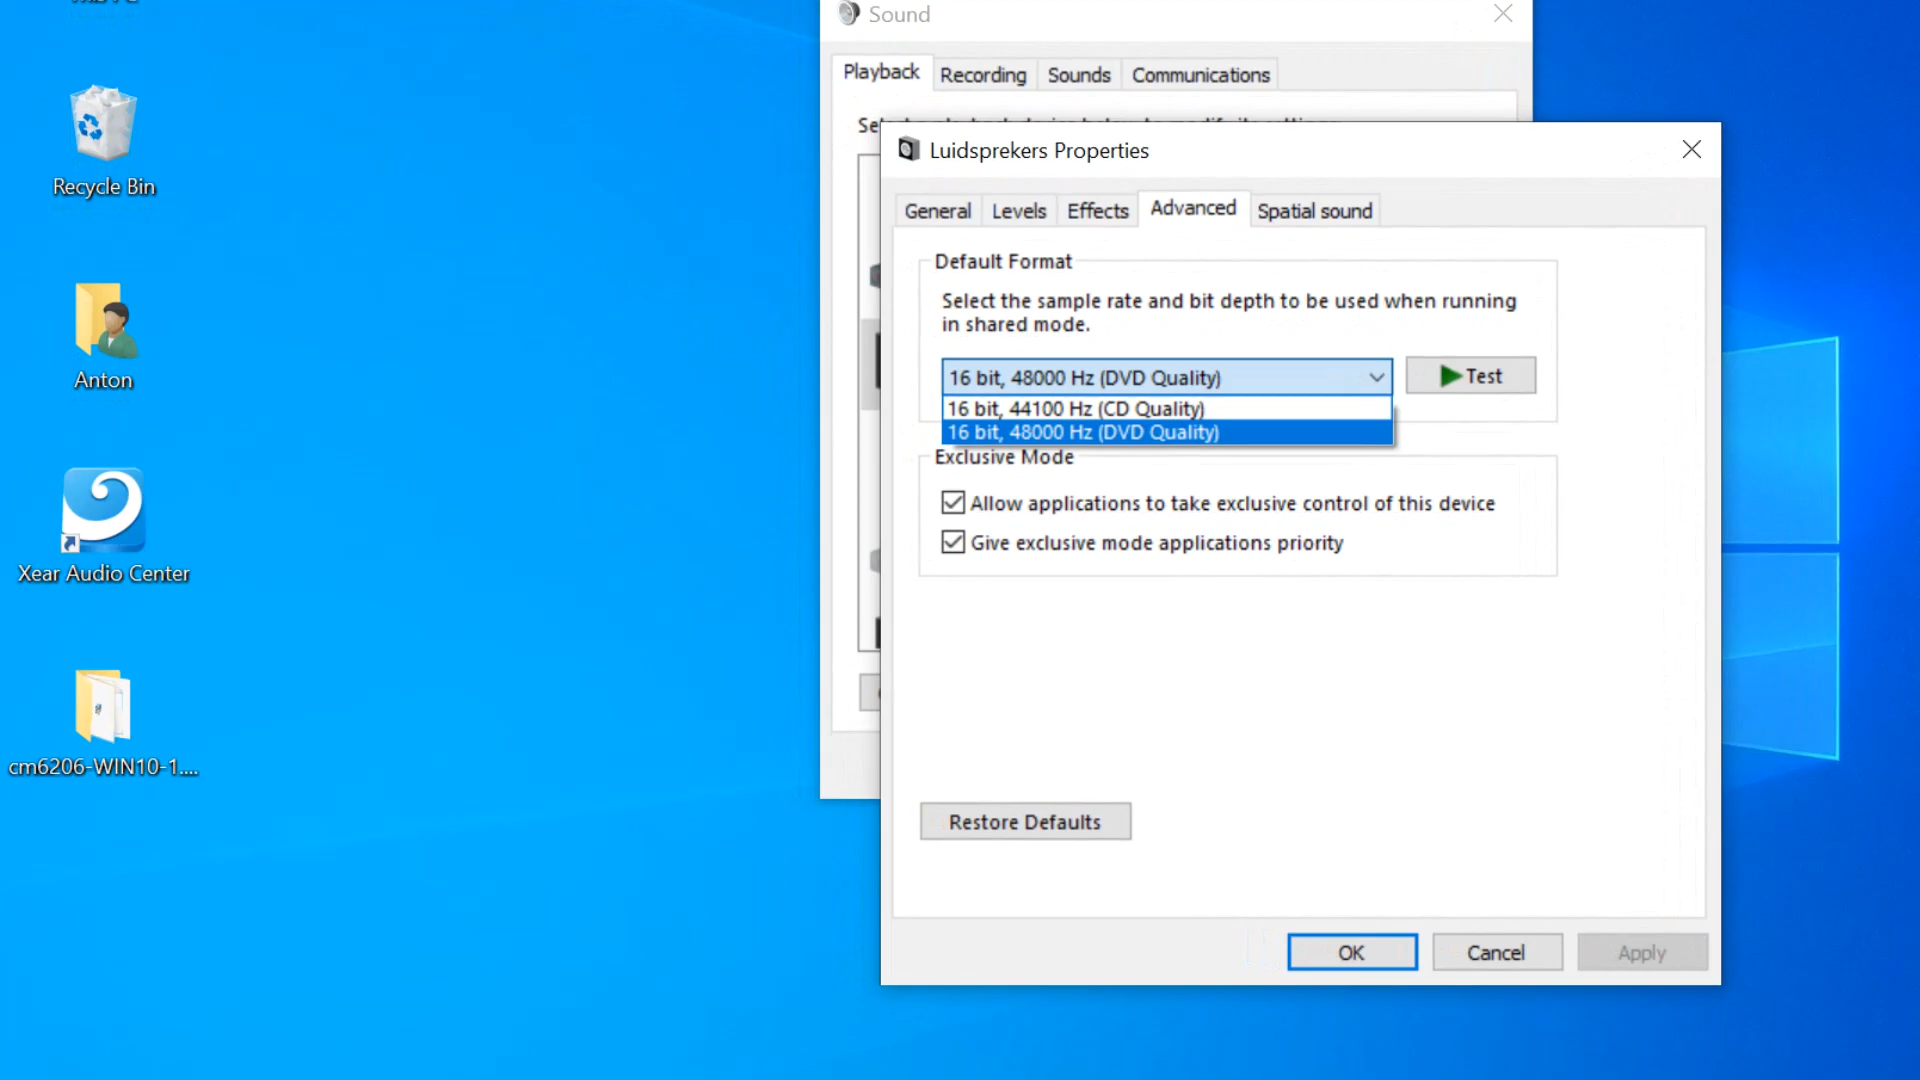 Sound
Playback
Recording
Sounds
Communications
Luidsprekers Properties
General
Levels
Effects
Advanced
Spatial sound
Default Format
Select the sample rate and bit depth to be used when running
in shared mode.
16 bit, 48000 Hz (DVD Quality)
Test
16 bit, 44100 Hz (CD Quality)
16 bit, 48000 Hz (DVD Quality)
Exclusive Mode
Allow applications to take exclusive control of this device
Give exclusive mode applications priority
Restore Defaults
OK
Cancel
Apply
Recycle Bin
Anton
Xear Audio Center
cm6206-WIN10-1....